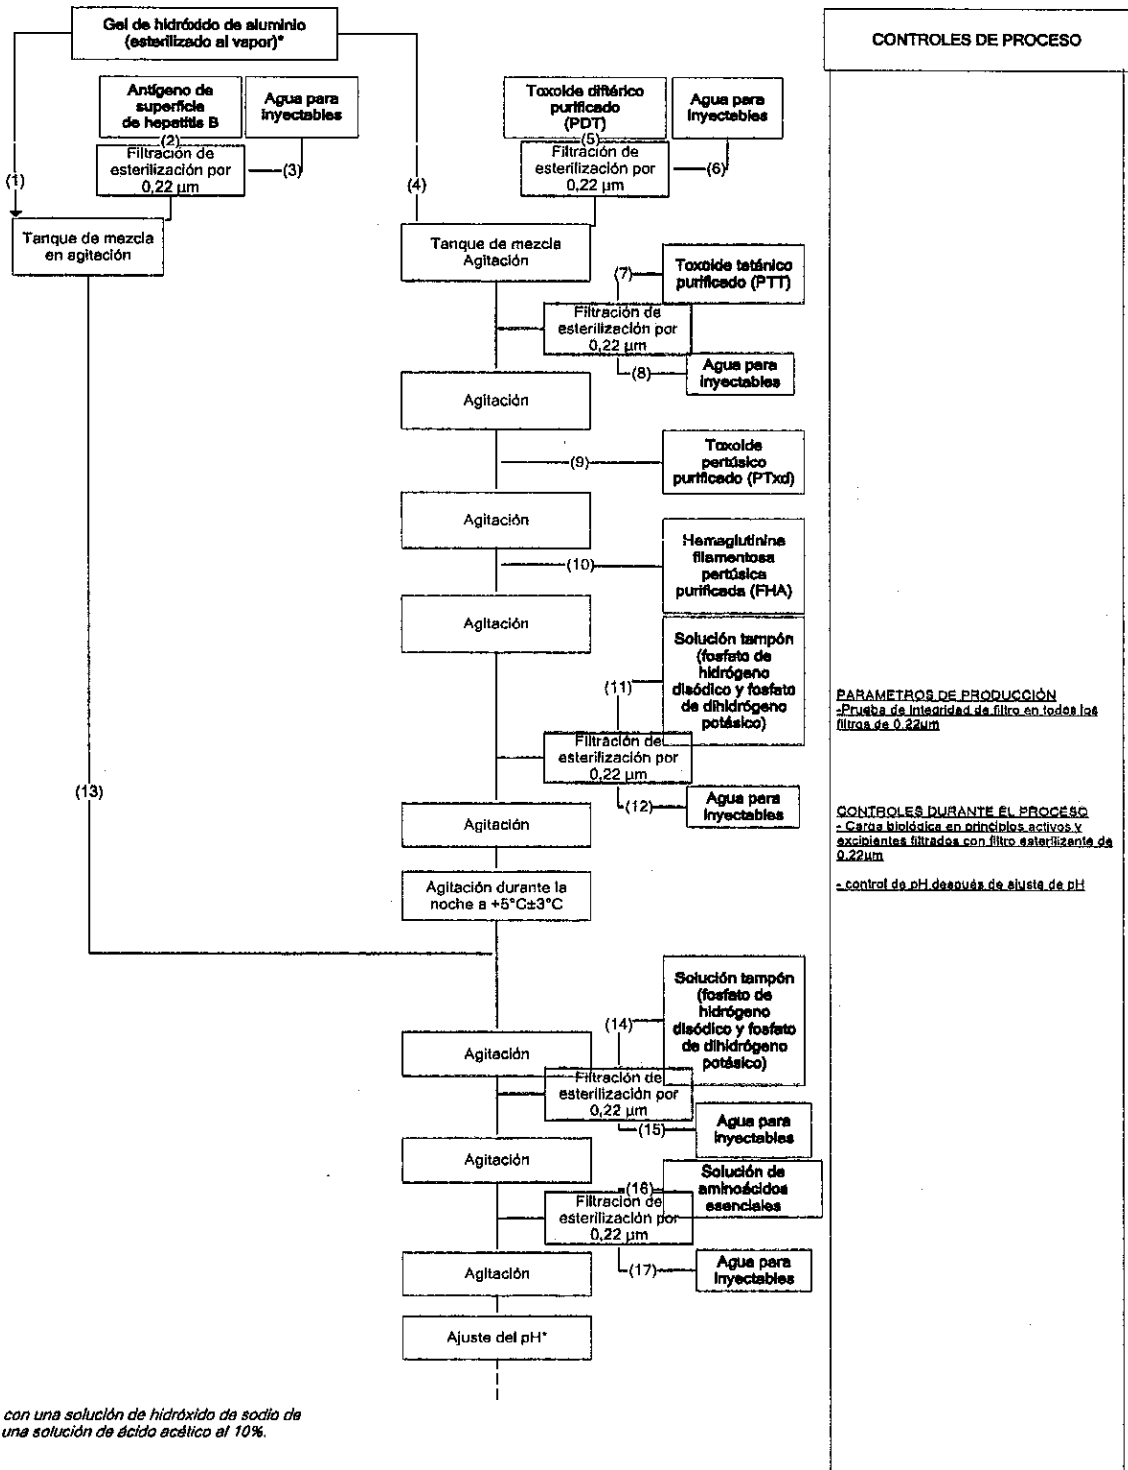 Gel de hidróxido de aluminio
(esterilizado al vapor)*
CONTROLES DE PROCESO
Antígeno de
superficie
de hepatitis B
Agua para
inyectables
Toxoide diftérico
purificado
(PDT)
Agua para
inyectables
(2)
(5)
Filtración de
esterilización por
0,22 µm
(3)
Filtración de
esterilización por
0,22 µm
(6)
(1)
(4)
Tanque de mezcla
en agitación
Tanque de mezcla
Agitación
(7)
Toxoide tetánico
purificado (PTT)
Filtración de
esterilización por
0,22 µm
(8)
Agua para
inyectables
Agitación
(9)
Toxoide
pertúsico
purificado (PTxd)
Agitación
(10)
Hemaglutinina
filamentosa
pertúsica
purificada (FHA)
Agitación
(11)
Solución tampón
(fosfato de
hidrógeno
disódico y fosfato
de dihidrógeno
potásico)
PARAMETROS DE PRODUCCIÓN
-Prueba de integridad de filtro en todos los
filtros de 0.22um
Filtración de
esterilización por
0,22 µm
(12)
Agua para
inyectables
(13)
Agitación
CONTROLES DURANTE EL PROCESO
- Carga biológica en principios activos y
excipientes filtrados con filtro esterilizante de
0.22um
- control de pH después de ajuste de pH
Agitación durante la
noche a +5°C±3°C
(14)
Solución tampón
(fosfato de
hidrógeno
disódico y fosfato
de dihidrógeno
potásico)
Agitación
Filtración de
esterilización por
0,22 µm
(15)
Agua para
inyectables
Agitación
(16)
Solución de
aminoácidos
esenciales
Filtración de
esterilización por
0,22 µm
(17)
Agua para
inyectables
Agitación
Ajuste del pH*
con una solución de hidróxido de sodio de
una solución de ácido acético al 10%.